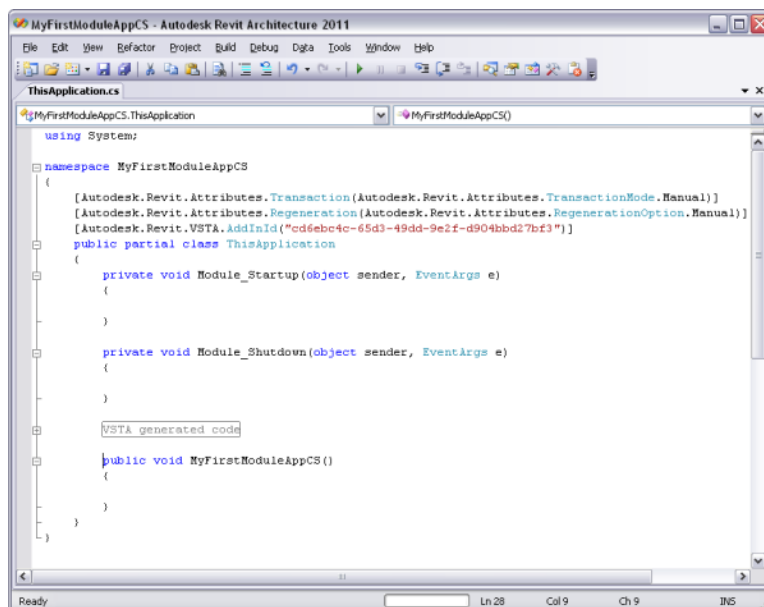 MyFirstModuleAppCS - Autodesk Revit Architecture 2011
File Edit View Refactor Project Build Debug Data Tools Window Help
ThisApplication.cs
MyFirstModuleAppCS.ThisApplication MyFirstModuleAppCS()
using System;
namespace MyFirstModuleAppCS
{
[Autodesk.Revit.Attributes.Transaction(Autodesk.Revit.Attributes.TransactionMode.Manual)]
[Autodesk.Revit.Attributes.Regeneration(Autodesk.Revit.Attributes.RegenerationOption.Manual)]
[Autodesk.Revit.VSTA.AddInId("cd6ebc4c-65d3-49dd-9e2f-d904bbd27bf3")]
public partial class ThisApplication
{
private void Module_Startup(object sender, EventArgs e)
{
}
private void Module_Shutdown(object sender, EventArgs e)
{
}
VSTA generated code
public void MyFirstModuleAppCS()
{
}
}
}
Ready Ln 28 Col 9 Ch 9 INS